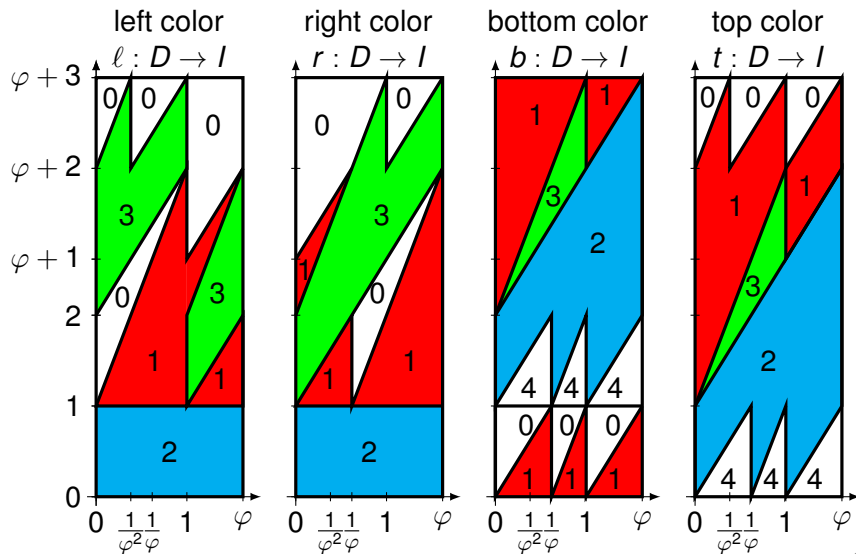 left color right color bottom color top color
ℓ : D → I r : D → I b : D → I t : D → I
φ + 3
0 0 0 0 0 1 1 0 0 0
φ + 2
3 3 3 1 1
φ + 1
0 3 1 0 2 3
2
1 1 1 1 4 4 4 2
1
2 2 0 0 0 1 1 1 4 4 4
0
0 1/φ² 1/φ 1 φ 0 1/φ² 1/φ 1 φ 0 1/φ² 1/φ 1 φ 0 1/φ² 1/φ 1 φ